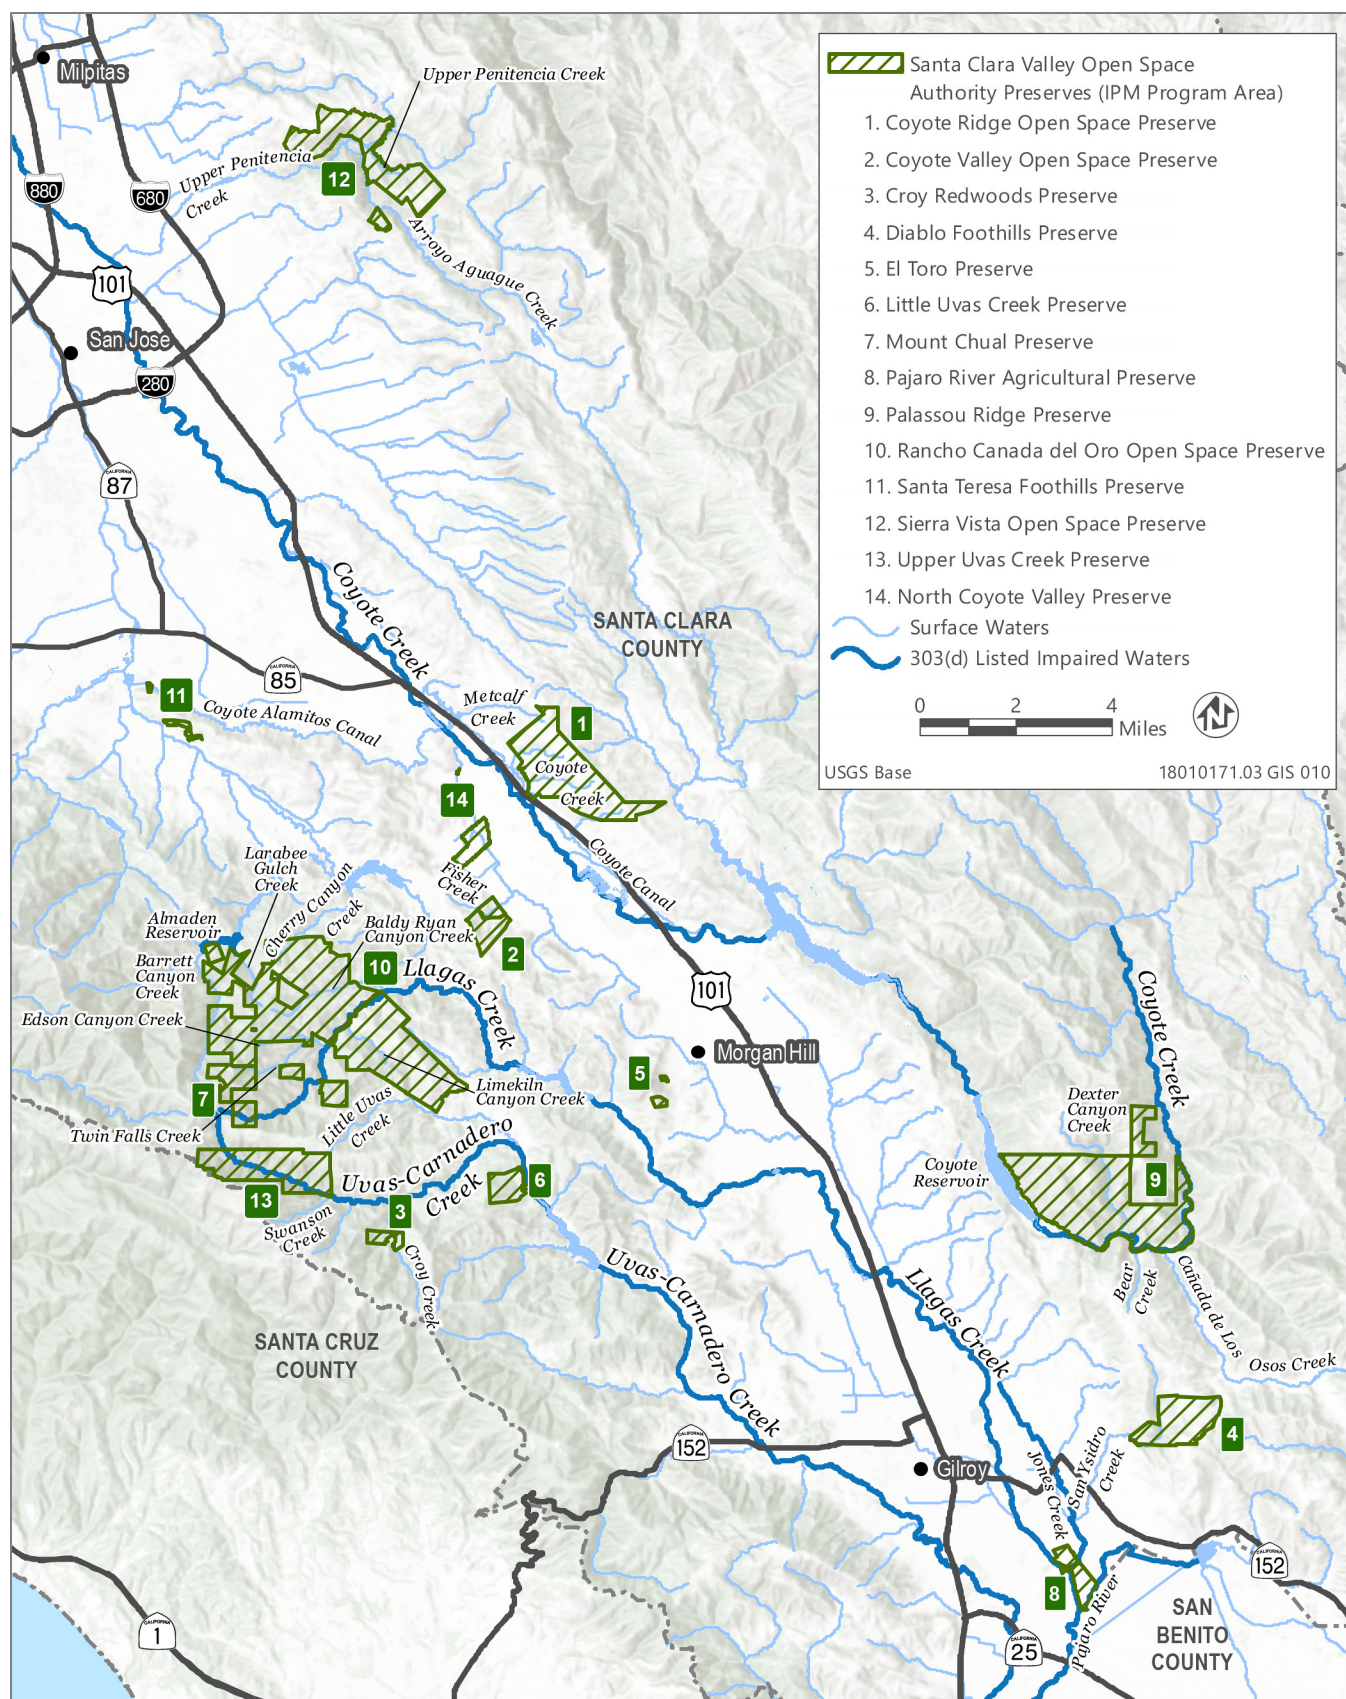 Milpitas
Upper Penitencia Creek
Upper Penitencia
Creek
12
880
680
Arroyo Aguague Creek
101
San Jose
280
CALIFORNIA
87
Coyote Creek
SANTA CLARA
COUNTY
CALIFORNIA
85
11
Coyote Alamitos Canal
Metcalf
Creek
1
Coyote
Creek
14
Coyote Canal
Fisher
Creek
2
Larabee
Gulch
Creek
Cherry Canyon
Creek
Almaden
Reservoir
Baldy Ryan
Canyon Creek
Barrett
Canyon
Creek
10
Llagas Creek
Edson Canyon Creek
101
Morgan Hill
5
7
Limekiln
Canyon Creek
Little Uvas
Creek
Twin Falls Creek
Uvas-Carnadero
Creek
6
13
3
Swanson
Creek
Croy Creek
Coyote Creek
Dexter
Canyon
Creek
Coyote
Reservoir
9
Bear
Creek
Cañada de Los
Osos Creek
Uvas-Carnadero Creek
Llagas Creek
SANTA CRUZ
COUNTY
4
CALIFORNIA
152
Gilroy
Jones Creek
San Ysidro
Creek
CALIFORNIA
152
8
Pajaro River
SAN
BENITO
COUNTY
CALIFORNIA
25
CALIFORNIA
1
Santa Clara Valley Open Space
Authority Preserves (IPM Program Area)
1. Coyote Ridge Open Space Preserve
2. Coyote Valley Open Space Preserve
3. Croy Redwoods Preserve
4. Diablo Foothills Preserve
5. El Toro Preserve
6. Little Uvas Creek Preserve
7. Mount Chual Preserve
8. Pajaro River Agricultural Preserve
9. Palassou Ridge Preserve
10. Rancho Canada del Oro Open Space Preserve
11. Santa Teresa Foothills Preserve
12. Sierra Vista Open Space Preserve
13. Upper Uvas Creek Preserve
14. North Coyote Valley Preserve
Surface Waters
303(d) Listed Impaired Waters
0 2 4
Miles
N
USGS Base
18010171.03 GIS 010